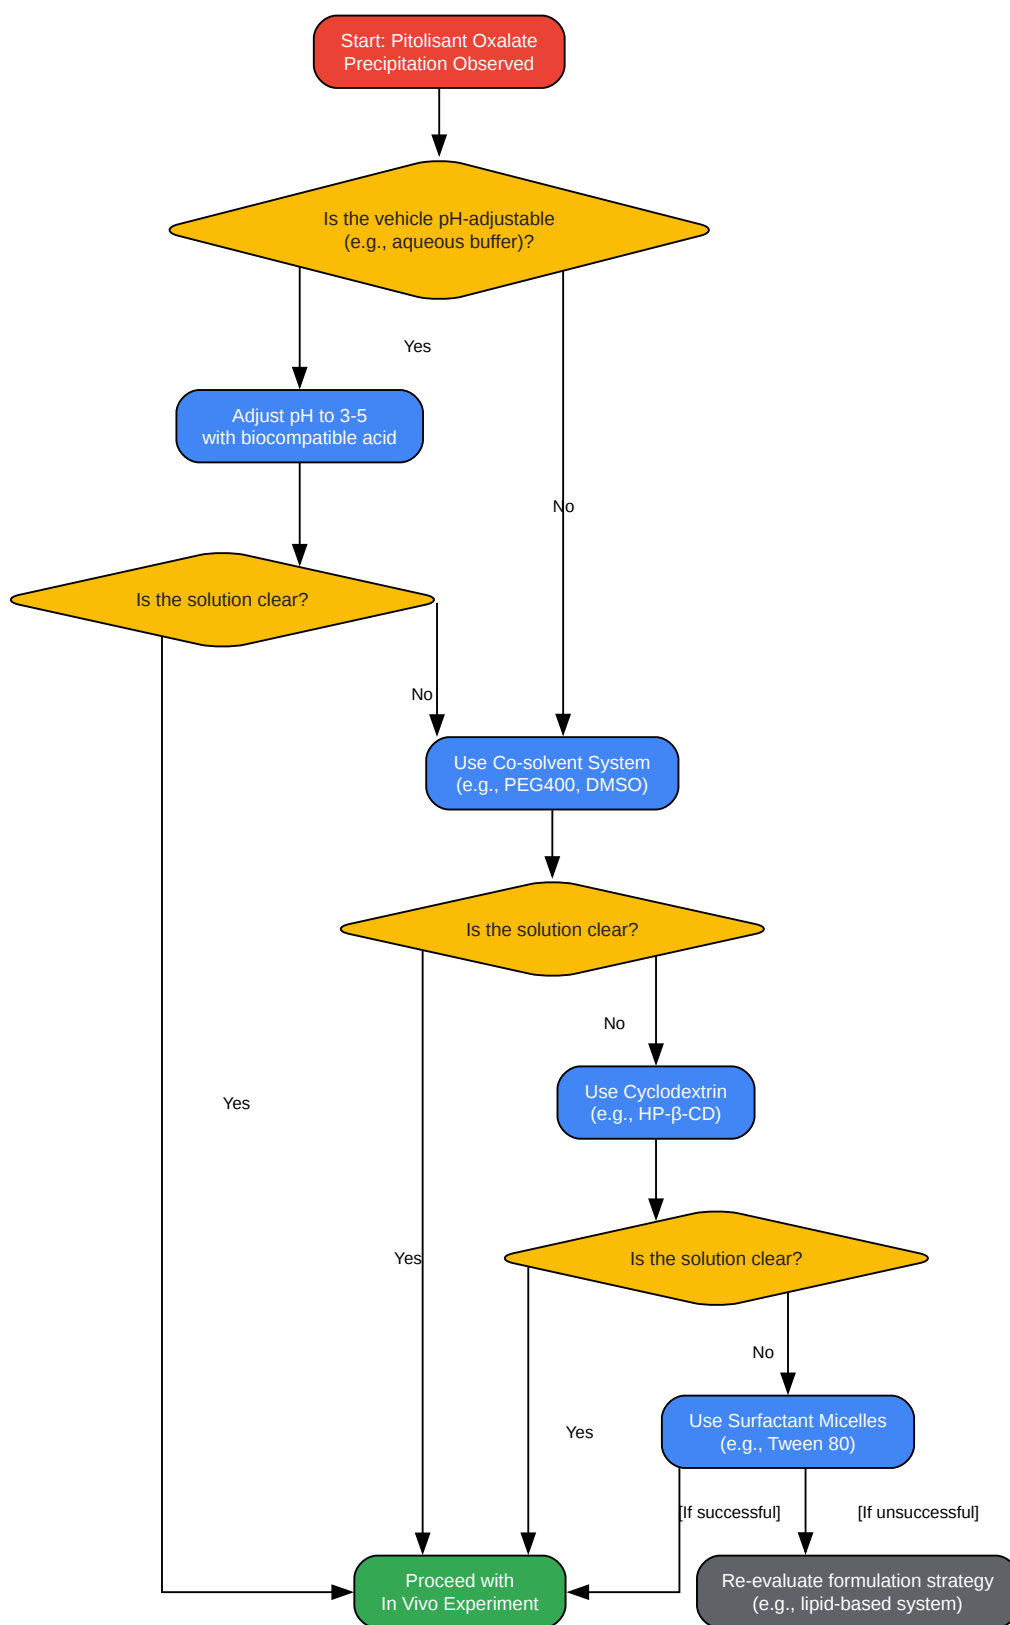 Start: Pitolisant Oxalate
Precipitation Observed
Is the vehicle pH-adjustable
(e.g., aqueous buffer)?
Yes
Adjust pH to 3-5
with biocompatible acid
No
Is the solution clear?
No
Use Co-solvent System
(e.g., PEG400, DMSO)
Is the solution clear?
No
Use Cyclodextrin
(e.g., HP-β-CD)
Yes
Yes
Is the solution clear?
No
Use Surfactant Micelles
(e.g., Tween 80)
Yes
[If successful]
[If unsuccessful]
Proceed with
In Vivo Experiment
Re-evaluate formulation strategy
(e.g., lipid-based system)